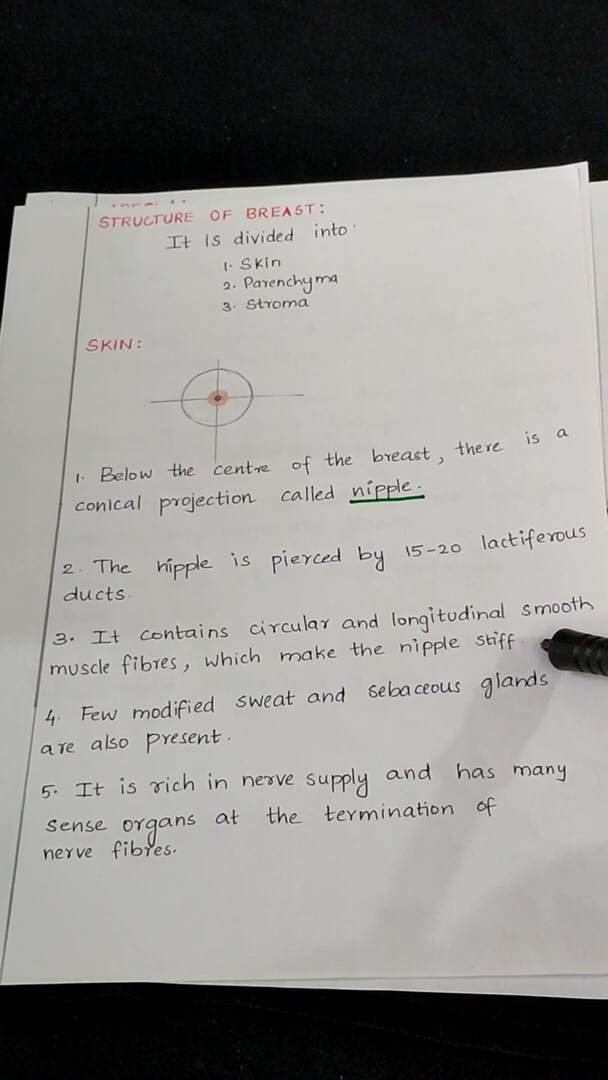 STRUCTURE OF BREAST:
It is divided into:
1. Skin
2. Parenchyma
3. Stroma
SKIN:
1. Below the centre of the breast, there is a
conical projection called nipple.
2. The nipple is pierced by 15-20 lactiferous
ducts.
3. It contains circular and longitudinal smooth
muscle fibres, which make the nipple stiff.
4. Few modified sweat and sebaceous glands
are also present.
5. It is rich in nerve supply and has many
sense organs at the termination of
nerve fibres.